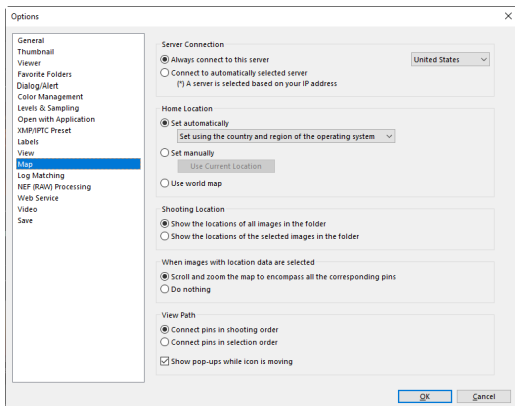 Options
General
Thumbnail
Viewer
Favorite Folders
Dialog/Alert
Color Management
Levels & Sampling
Open with Application
XMP/IPTC Preset
Labels
View
Map
Log Matching
NEF (RAW) Processing
Web Service
Video
Save
Server Connection
Always connect to this server
United States
Connect to automatically selected server
(*) A server is selected based on your IP address
Home Location
Set automatically
Set using the country and region of the operating system
Set manually
Use Current Location
Use world map
Shooting Location
Show the locations of all images in the folder
Show the locations of the selected images in the folder
When images with location data are selected
Scroll and zoom the map to encompass all the corresponding pins
Do nothing
View Path
Connect pins in shooting order
Connect pins in selection order
Show pop-ups while icon is moving
OK
Cancel